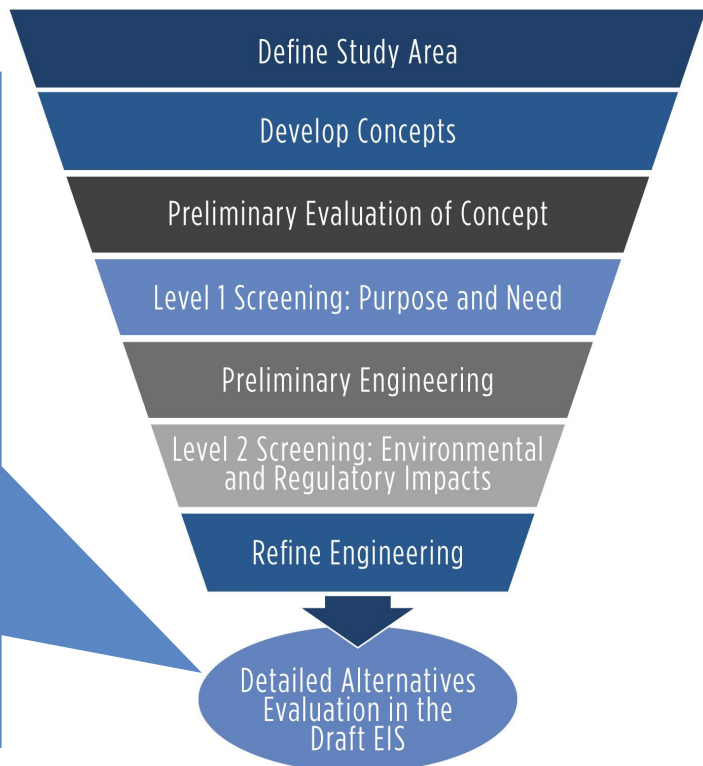 Define Study Area
Develop Concepts
Preliminary Evaluation of Concept
Level 1 Screening: Purpose and Need
Preliminary Engineering
Level 2 Screening: Environmental
and Regulatory Impacts
Refine Engineering
Detailed Alternatives
Evaluation in the
Draft EIS